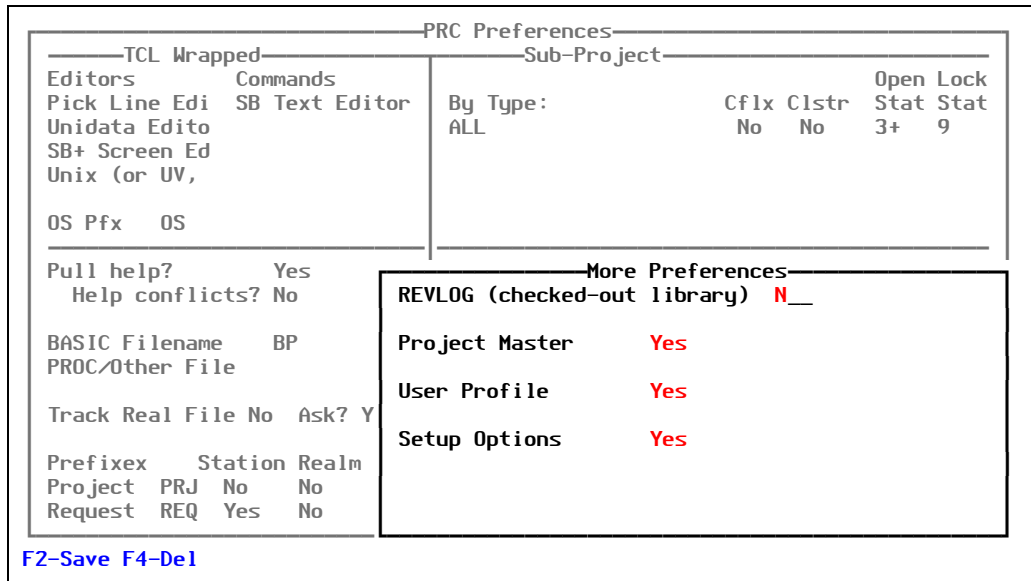 PRC Preferences
TCL Wrapped Sub-Project
Editors Commands Open Lock
Pick Line Edi SB Text Editor By Type: Cflx Clstr Stat Stat
Unidata Edito ALL No No 3+ 9
SB+ Screen Ed
Unix (or UV,
OS Pfx OS
Pull help? Yes More Preferences
Help conflicts? No REVLOG (checked-out library) N__
BASIC Filename BP Project Master Yes
PROC/Other File
User Profile Yes
Track Real File No Ask? Y
Setup Options Yes
Prefixex Station Realm
Project PRJ No No
Request REQ Yes No
F2-Save F4-Del